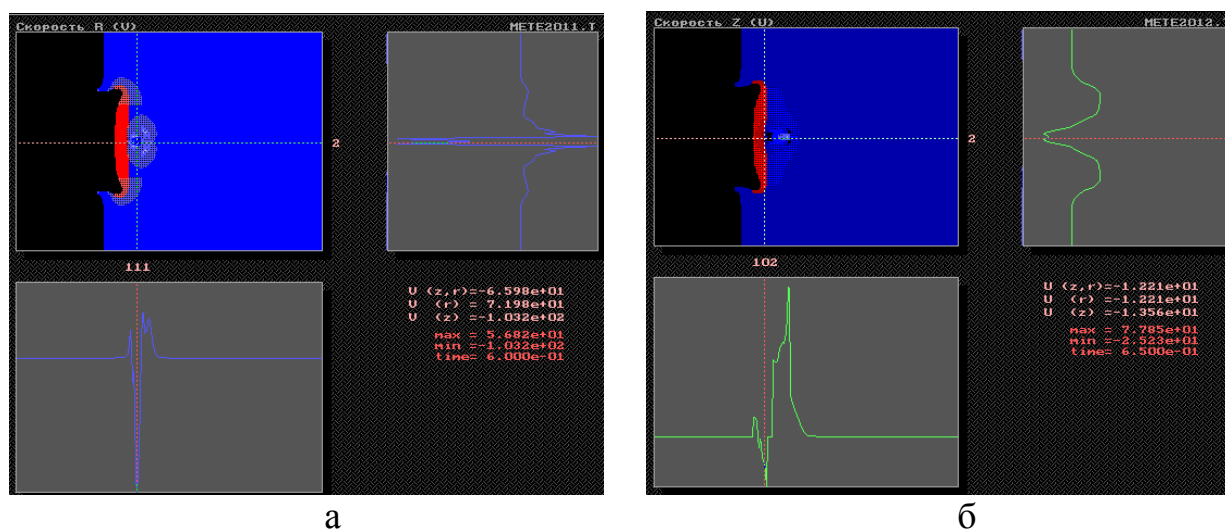 Скорость R (V)
METE2011.T
2
111
U (z,r)=-6.598e+01
U (r) = 7.198e+01
U (z) =-1.032e+02
max = 5.682e+01
min =-1.032e+02
time= 6.000e-01
а
Скорость Z (U)
METE2012.T
2
102
U (z,r)=-1.221e+01
U (r) =-1.221e+01
U (z) =-1.356e+01
max = 7.785e+01
min =-2.523e+01
time= 6.500e-01
б